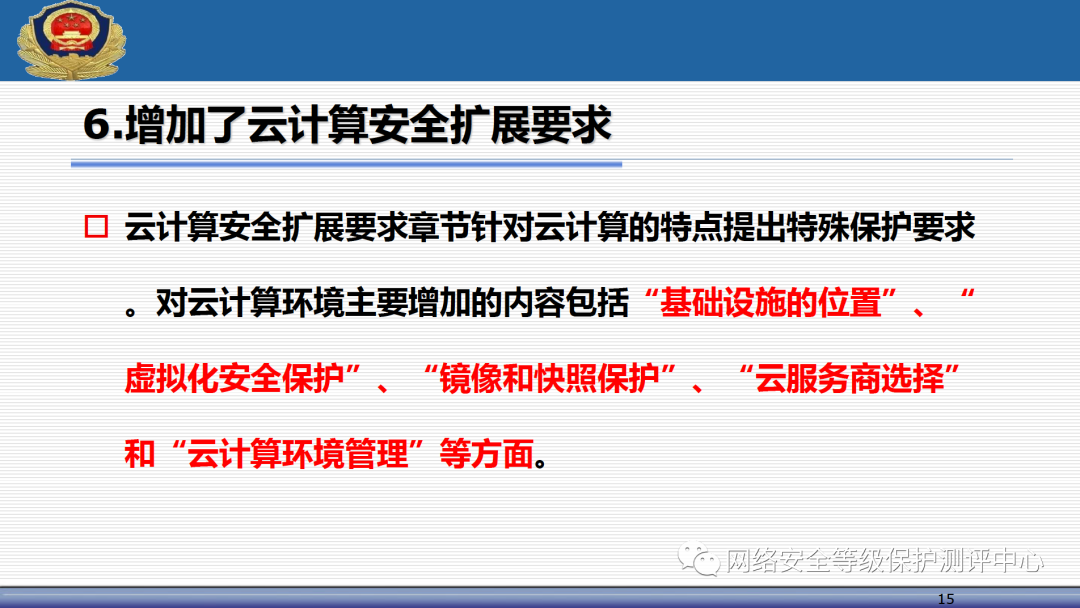 6.增加了云计算安全扩展要求
云计算安全扩展要求章节针对云计算的特点提出特殊保护要求
。对云计算环境主要增加的内容包括“基础设施的位置”、“
虚拟化安全保护”、“镜像和快照保护”、“云服务商选择”
和“云计算环境管理”等方面。
网络安全等级保护测评中心
15